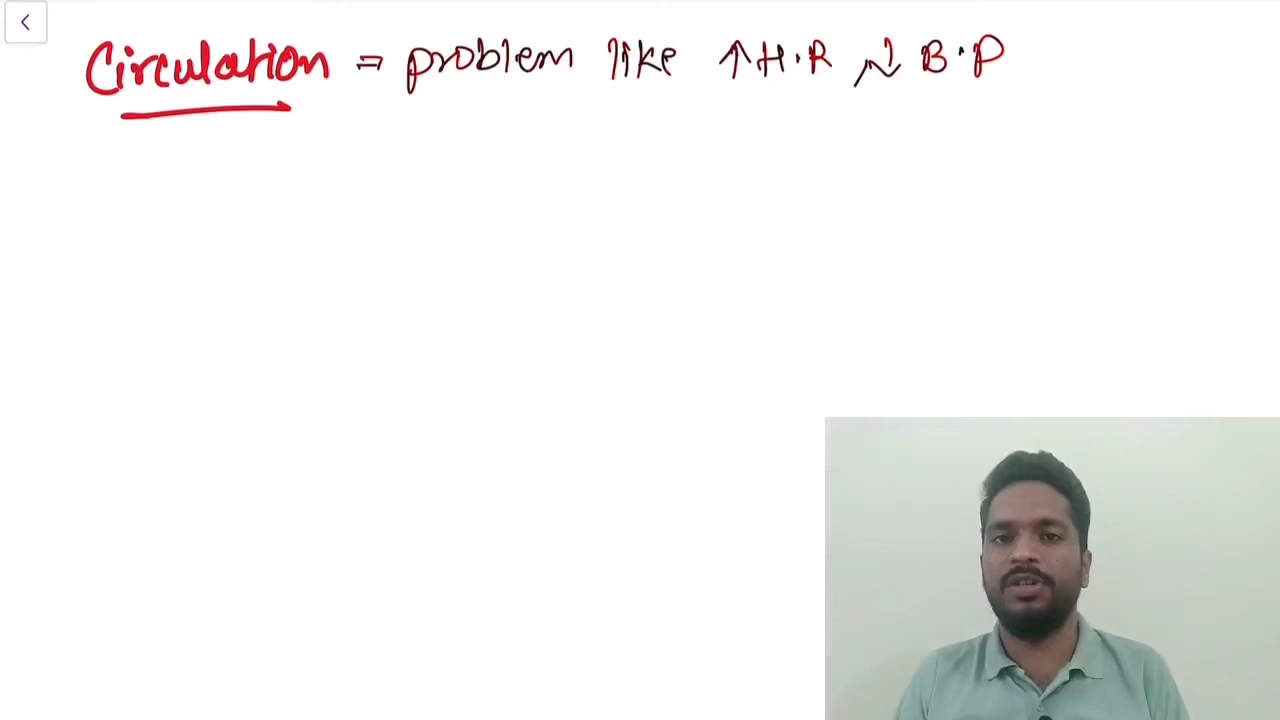 Circulation = problem like ↑ H.R ↓ B.P